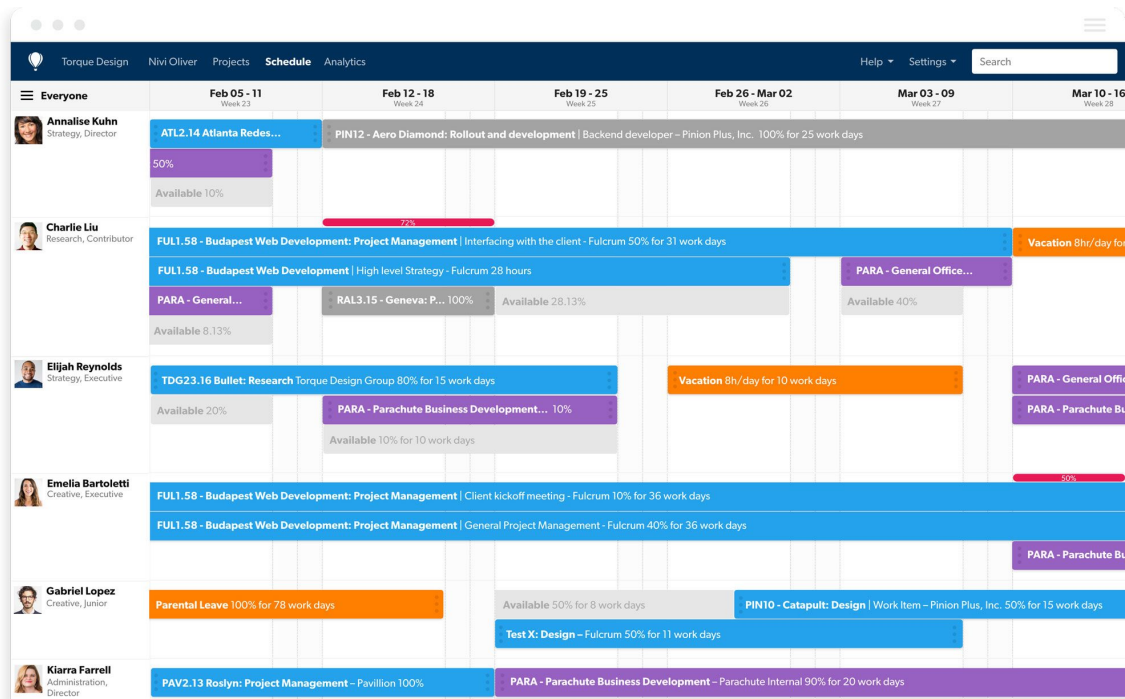 Torque Design Nivi Oliver Projects Schedule Analytics Help Settings Search
Everyone
Feb 05 - 11 Feb 12 - 18 Feb 19 - 25 Feb 26 - Mar 02 Mar 03 - 09 Mar 10 - 16
Week 23 Week 24 Week 25 Week 26 Week 27 Week 28
Annalise Kuhn
Strategy, Director
ATL2.14 Atlanta Redes... PIN12 - Aero Diamond: Rollout and development | Backend developer – Pinion Plus, Inc. 100% for 25 work days
50%
Available 10%
Charlie Liu
Research, Contributor
72%
FUL1.58 - Budapest Web Development: Project Management | Interfacing with the client - Fulcrum 50% for 31 work days Vacation 8hr/day for
FUL1.58 - Budapest Web Development | High level Strategy - Fulcrum 28 hours PARA - General Office...
PARA - General... RAL3.15 - Geneva: P... 100% Available 28.13% Available 40%
Available 8.13%
Elijah Reynolds
Strategy, Executive
TDG23.16 Bullet: Research Torque Design Group 80% for 15 work days Vacation 8h/day for 10 work days PARA - General Offic
Available 20% PARA - Parachute Business Development... 10% PARA - Parachute Bu
Available 10% for 10 work days
Emelia Bartoletti
Creative, Executive
50%
FUL1.58 - Budapest Web Development: Project Management | Client kickoff meeting - Fulcrum 10% for 36 work days
FUL1.58 - Budapest Web Development: Project Management | General Project Management - Fulcrum 40% for 36 work days
PARA - Parachute Bu
Gabriel Lopez
Creative, Junior
Parental Leave 100% for 78 work days Available 50% for 8 work days PIN10 - Catapult: Design | Work Item – Pinion Plus, Inc. 50% for 15 work days
Test X: Design – Fulcrum 50% for 11 work days
Kiarra Farrell
Administration,
Director
PAV2.13 Roslyn: Project Management – Pavillion 100% PARA - Parachute Business Development – Parachute Internal 90% for 20 work days